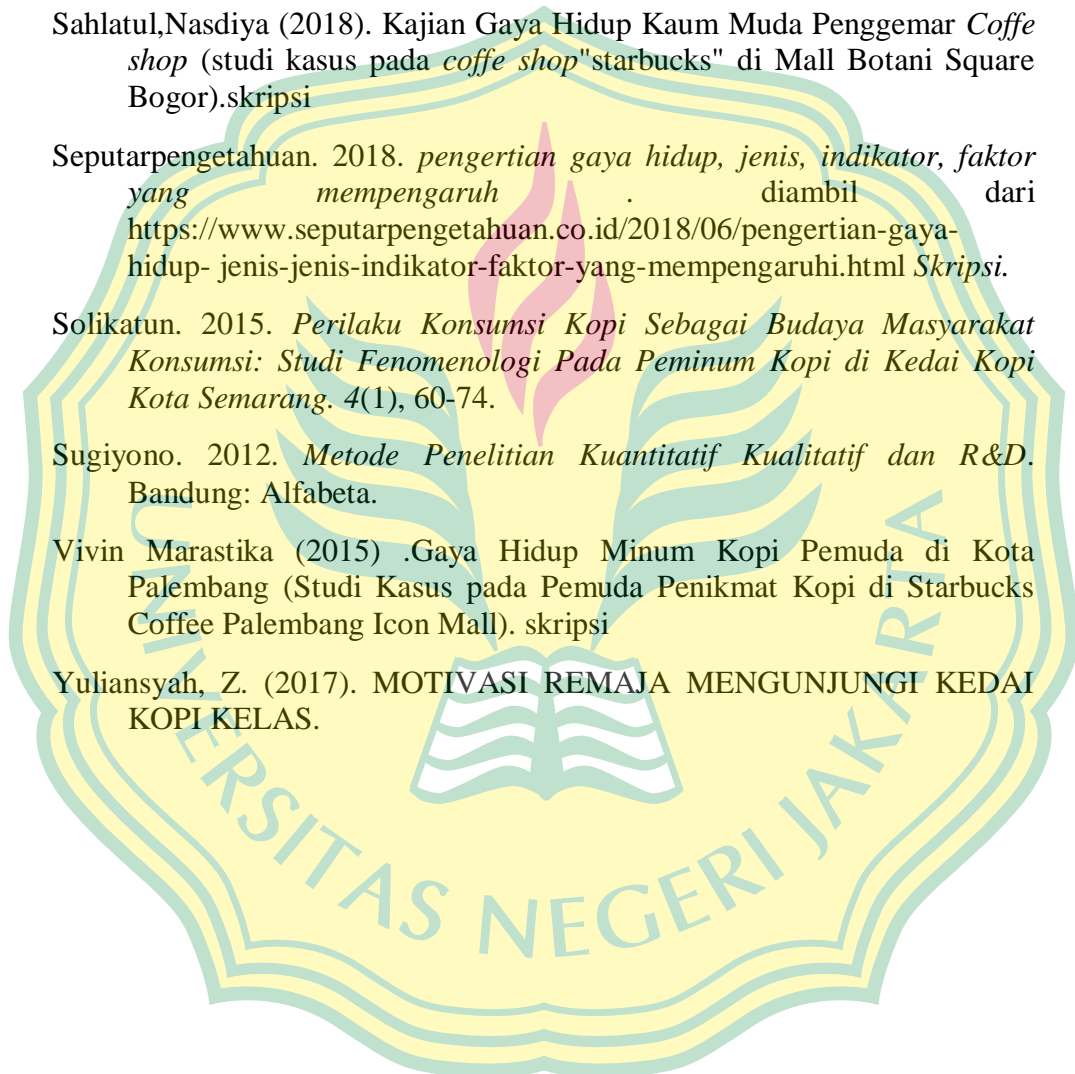 Sahlatul,Nasdiya (2018). Kajian Gaya Hidup Kaum Muda Penggemar Coffe
shop (studi kasus pada coffe shop"starbucks" di Mall Botani Square
Bogor).skripsi
Seputarpengetahuan. 2018. pengertian gaya hidup, jenis, indikator, faktor
yang mempengaruh . diambil dari
https://www.seputarpengetahuan.co.id/2018/06/pengertian-gaya-
hidup- jenis-jenis-indikator-faktor-yang-mempengaruhi.html Skripsi.
Solikatun. 2015. Perilaku Konsumsi Kopi Sebagai Budaya Masyarakat
Konsumsi: Studi Fenomenologi Pada Peminum Kopi di Kedai Kopi
Kota Semarang. 4(1), 60-74.
Sugiyono. 2012. Metode Penelitian Kuantitatif Kualitatif dan R&D.
Bandung: Alfabeta.
Vivin Marastika (2015) .Gaya Hidup Minum Kopi Pemuda di Kota
Palembang (Studi Kasus pada Pemuda Penikmat Kopi di Starbucks
Coffee Palembang Icon Mall). skripsi
Yuliansyah, Z. (2017). MOTIVASI REMAJA MENGUNJUNGI KEDAI
KOPI KELAS.
UNIVERSITAS NEGERI JAKARTA